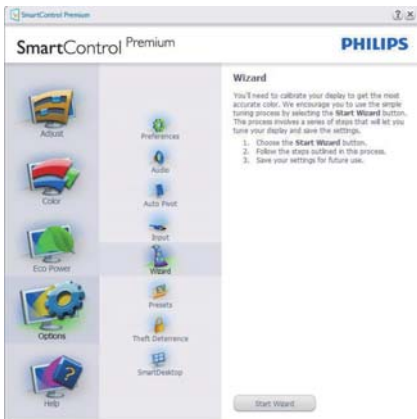 SmartControl Premium
SmartControl Premium
PHILIPS
Adjust
Color
Eco Power
Options
Help
Preferences
Audio
Auto Pivot
Input
Wizard
Presets
Theft Deterrence
SmartDesktop
Wizard
You'll need to calibrate your display to get the most
accurate color. We encourage you to use the simple
tuning process by selecting the Start Wizard button.
The process involves a series of steps that will let you
tune your display and save the settings.
1. Choose the Start Wizard button.
2. Follow the steps outlined in this process.
3. Save your settings for future use.
Start Wizard